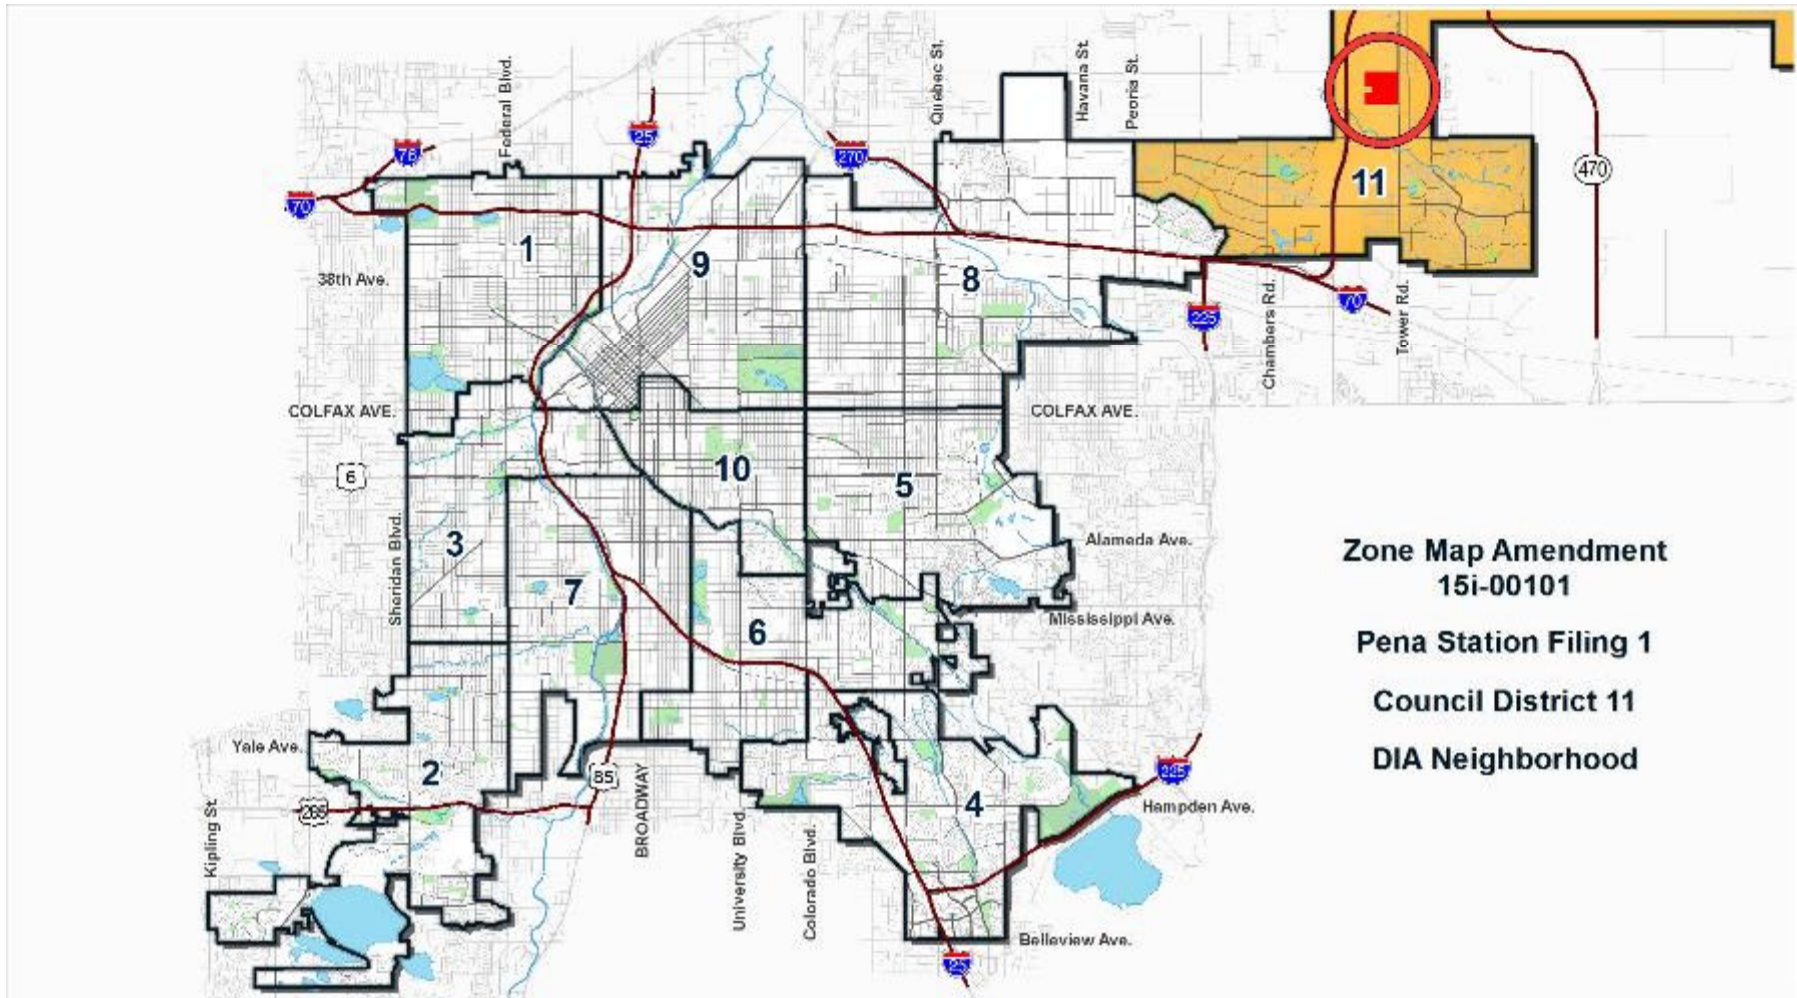 Federal Blvd.
Quebec St.
Havana St.
Peoria St.
76
25
270
70
11
470
1
9
8
38th Ave.
225
Chambers Rd.
70
Tower Rd.
COLFAX AVE.
COLFAX AVE.
6
10
5
Sheridan Blvd.
3
Alameda Ave.
7
Mississippi Ave.
6
Yale Ave.
2
85
BROADWAY
225
Kipling St.
4
Hampden Ave.
University Blvd.
Colorado Blvd.
Belleview Ave.
25
Zone Map Amendment
15i-00101
Pena Station Filing 1
Council District 11
DIA Neighborhood